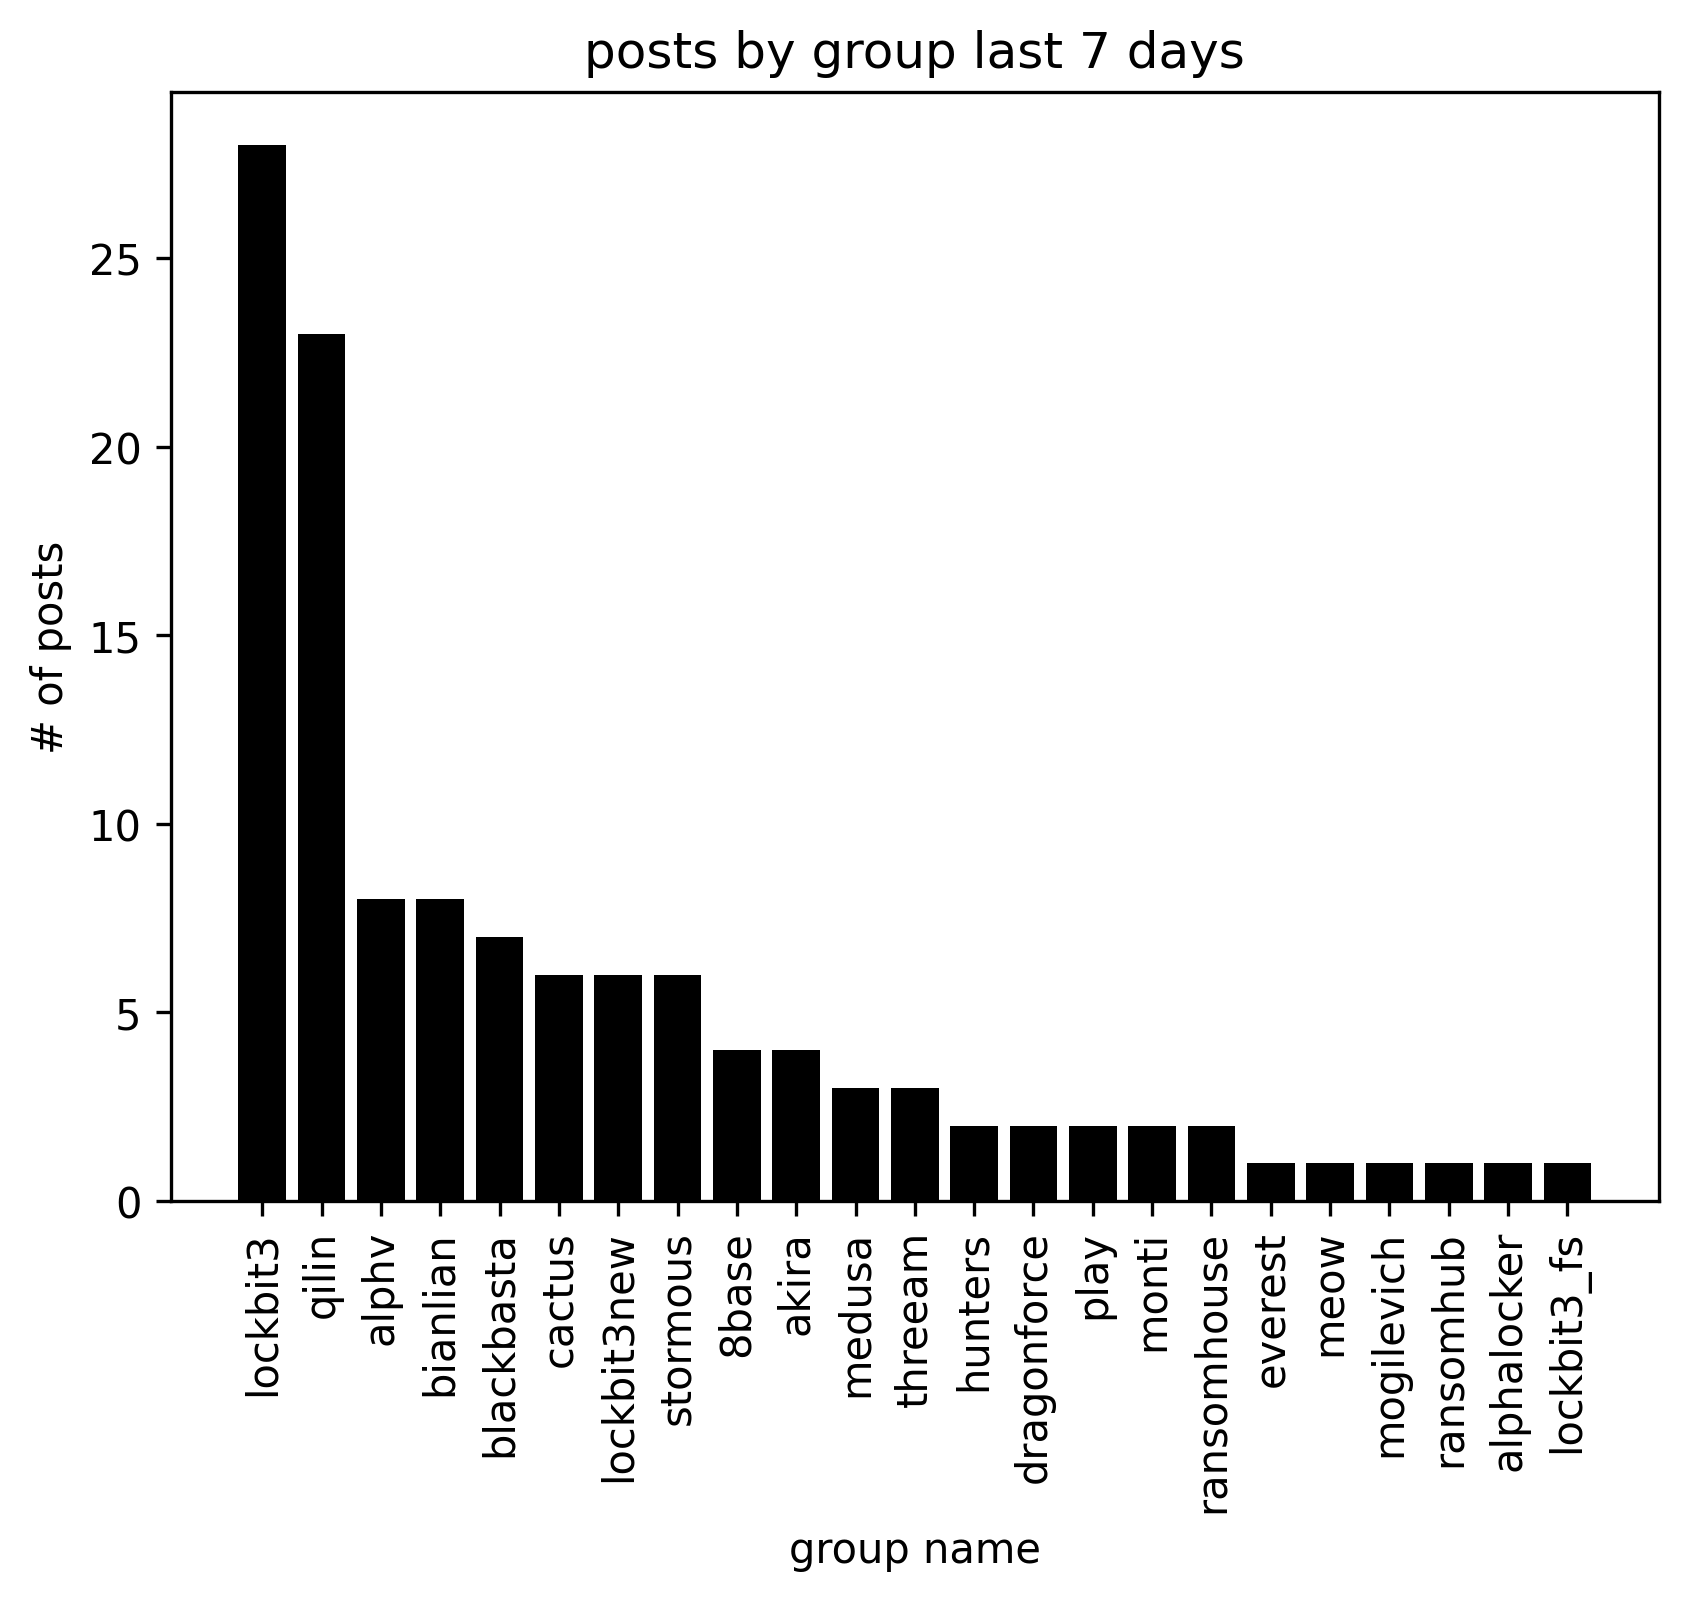 posts by group last 7 days
# of posts
25
20
15
10
5
0
lockbit3
qilin
alphv
bianlian
blackbasta
cactus
lockbit3new
stormous
8base
akira
medusa
threeam
hunters
dragonforce
play
monti
ransomhouse
everest
meow
mogilevich
ransomhub
alphalocker
lockbit3_fs
group name